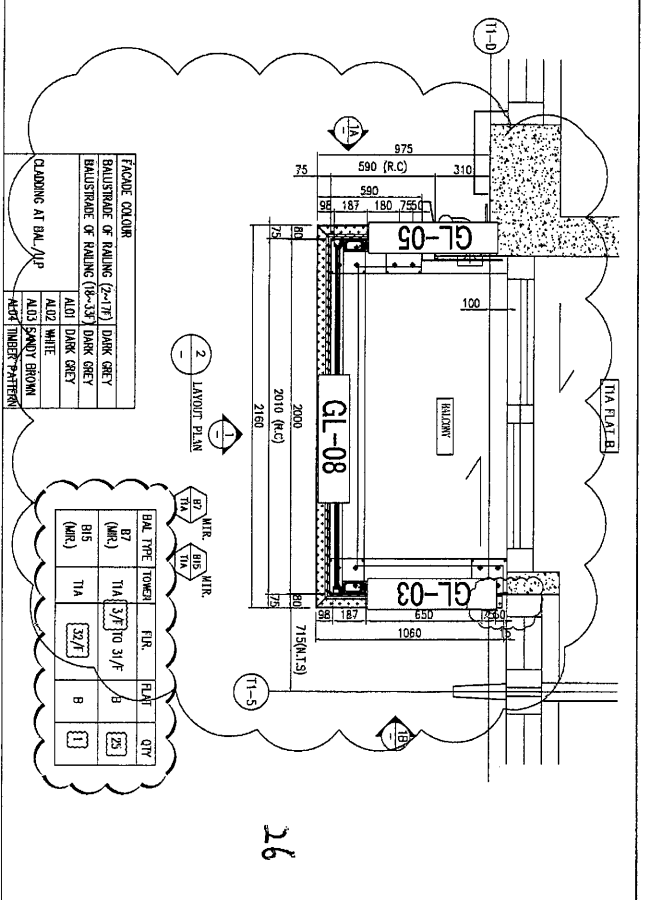 T1-D
1A
-
975
75
590 (R.C)
310
590
98
187
180
75
50
75
80
GL-05
100
T1A FLAT B
BALCONY
GL-08
2000
2010 (R.C)
2160
1
-
2
-
LAYOUT PLAN
GL-03
80
75
98
187
650
1060
715(N.T.S)
T1-5
1B
-
FACADE COLOUR
BALUSTRADE OF RAILING (2~17F) DARK GREY
BALUSTRADE OF RAILING (18~33F) DARK GREY
CLADDING AT BAL./UP
AL01 DARK GREY
AL02 WHITE
AL03 SANDY BROWN
AL04 TIMBER PATTERN
B7
T1A
MIR.
B15
T1A
MIR.
BAL TYPE TOWER FLR. FLAT QTY
B7 (MIR.) T1A 3/F TO 31/F B 25
B15 (MIR.) T1A 32/F B 1
26